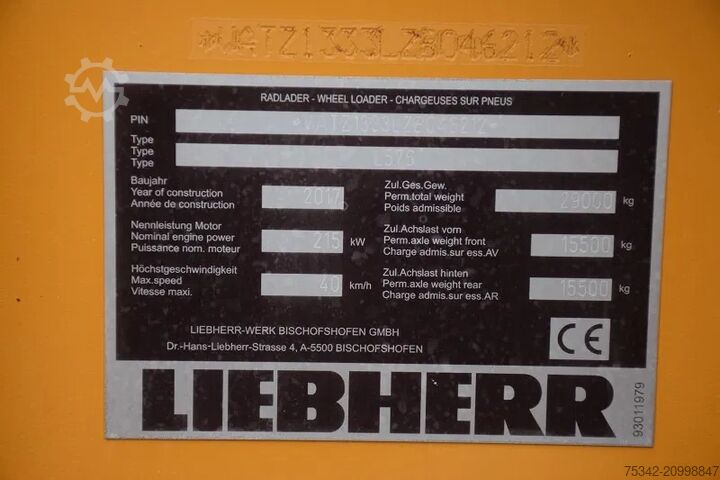 *VATZ1333LZB046212*
RADLADER - WHEEL LOADER - CHARGEUSES SUR PNEUS
PIN *VATZ1333LZB046212*
Type
Type
Type L576
Baujahr
Year of construction 2017
Année de construction
Nennleistung Motor
Nominal engine power 215 kW
Puissance nom. moteur
Höchstgeschwindigkeit
Max.speed 40 km/h
Vitesse maxi.
Zul.Ges.Gew.
Perm.total weight 29000 kg
Poids admissible
Zul.Achslast vorn
Perm.axle weight front 15500 kg
Charge admis.sur ess.AV
Zul.Achslast hinten
Perm.axle weight rear 15500 kg
Charge admis.sur ess.AR
LIEBHERR-WERK BISCHOFSHOFEN GMBH
Dr.-Hans-Liebherr-Strasse 4, A-5500 BISCHOFSHOFEN
CE
LIEBHERR
93011979
75342-20998847